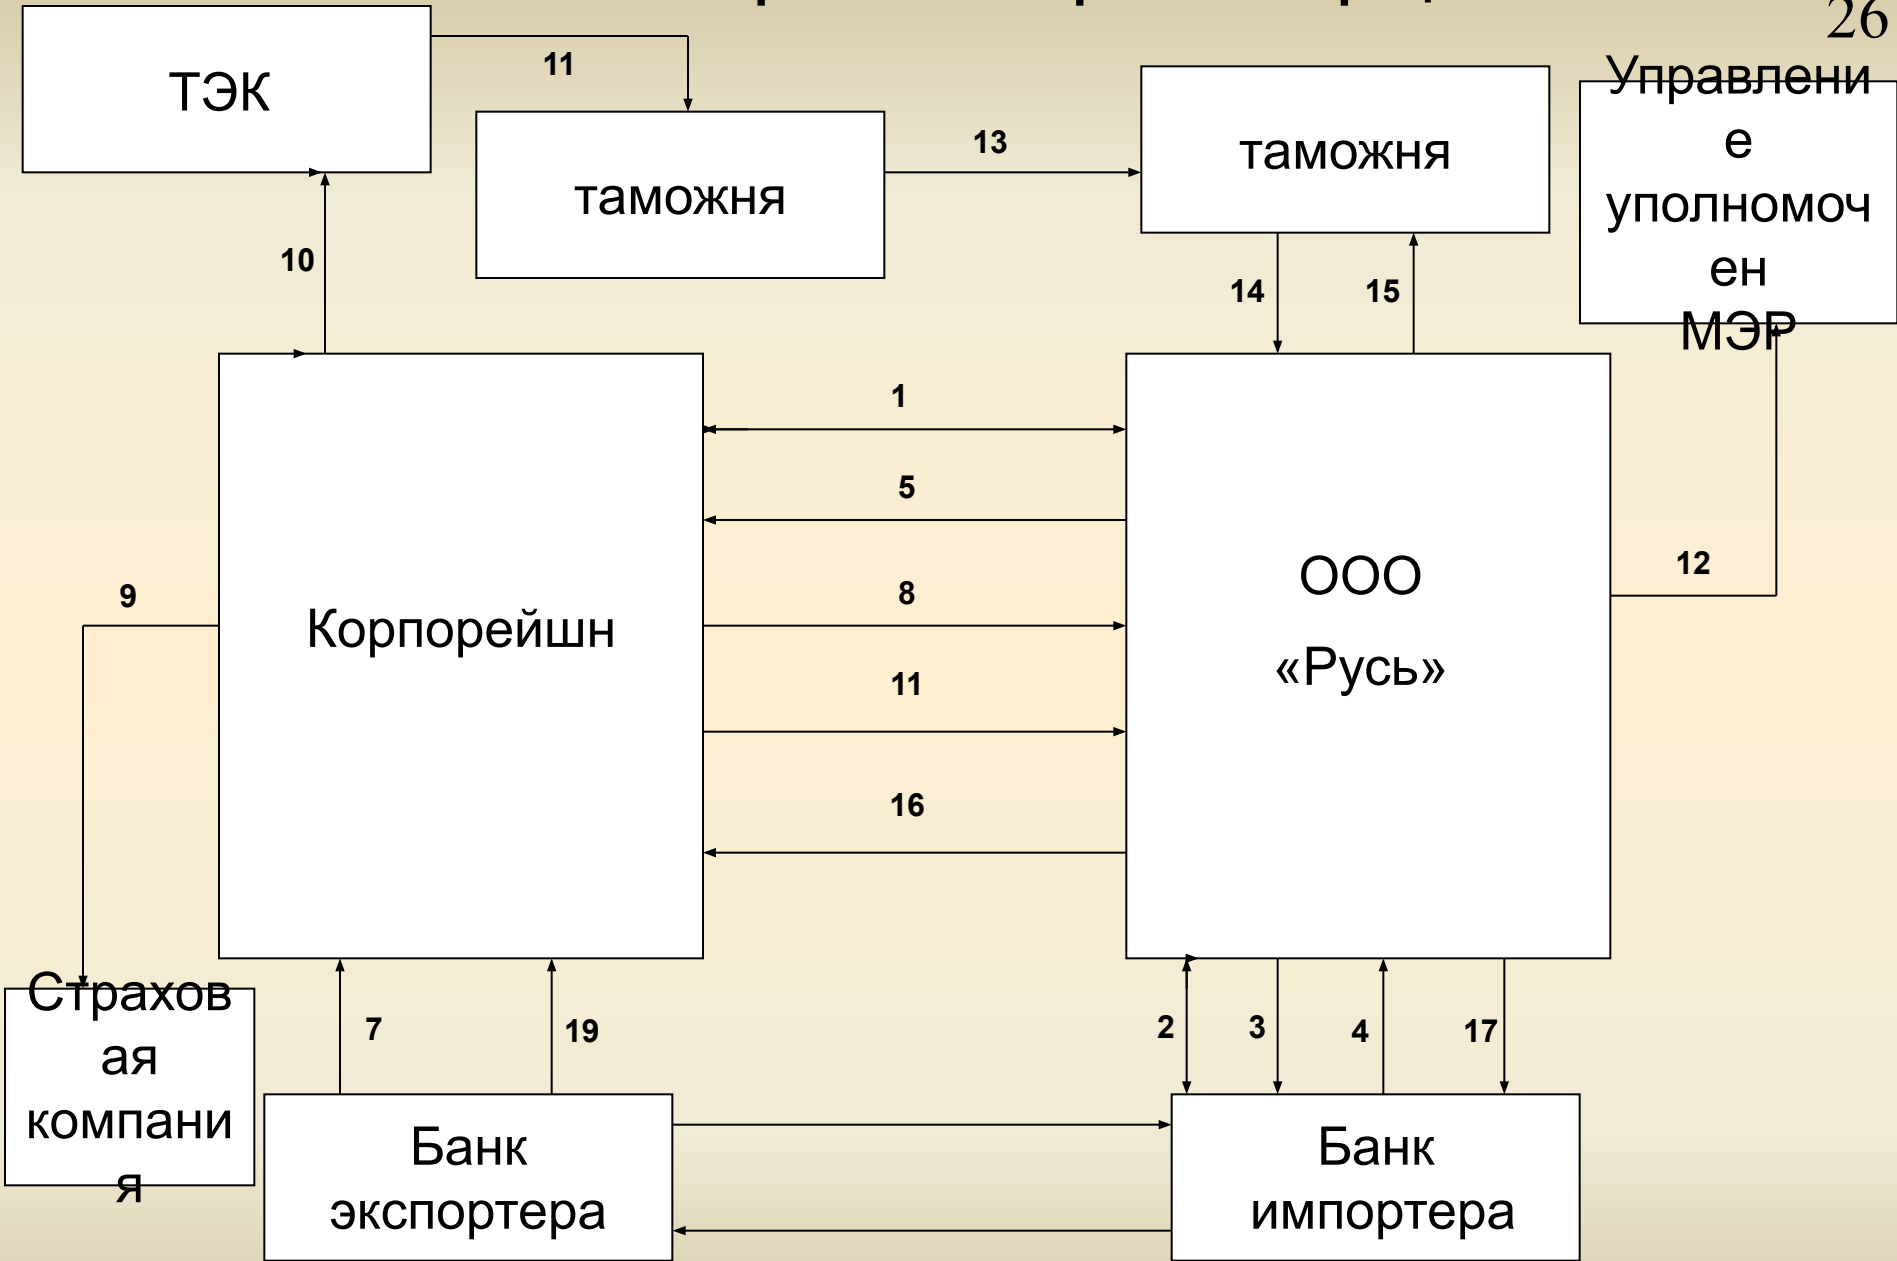 26
ТЭК
11
таможня
13
таможня
Управлени
е
уполномоч
ен
МЭР
10
14
15
1
5
8
11
16
Корпорейшн
ООО
«Русь»
12
9
Страхов
ая
компани
я
7
19
2
3
4
17
Банк
экспортера
Банк
импортера